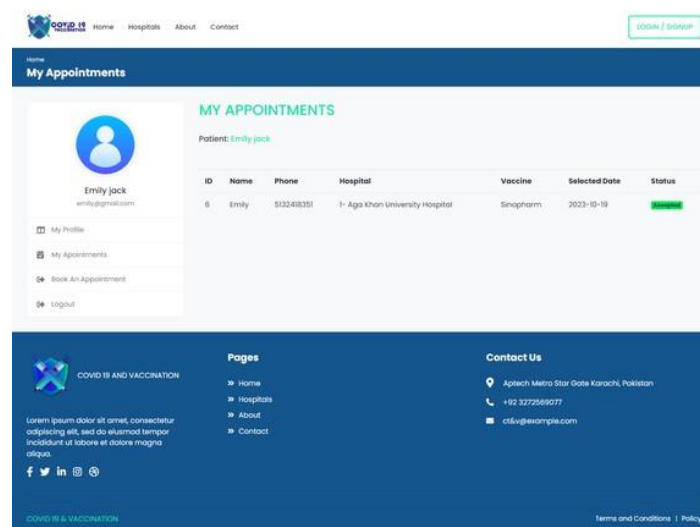 COVID 19
VACCINATION
Home Hospitals About Contact
LOGIN / SIGNUP
Home
My Appointments
Emily jack
emily@gmail.com
My Profile
My Apointments
Book An Appointment
Logout
MY APPOINTMENTS
Patient: Emily jack
ID Name Phone Hospital Vaccine Selected Date Status
6 Emily 5132418351 1- Aga Khan University Hospital Sinopharm 2023-10-19 Accepted
COVID 19 AND VACCINATION
Lorem ipsum dolor sit amet, consectetur
adipiscing elit, sed do eiusmod tempor
incididunt ut labore et dolore magna
aliqua.
Pages
Home
Hospitals
About
Contact
Contact Us
Aptech Metro Star Gate Karachi, Pakistan
+92 3272569077
ct&v@example.com
COVID 19 & VACCINATION
Terms and Conditions | Policy